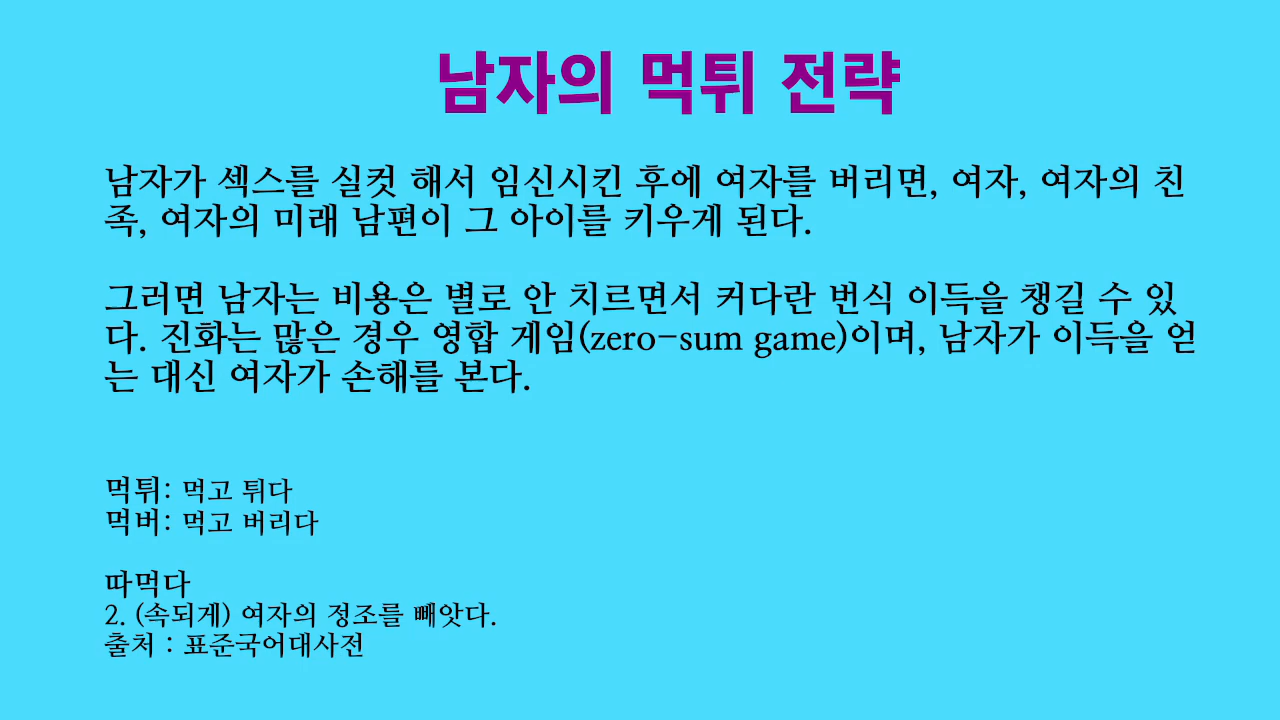 남자의 먹튀 전략
남자가 섹스를 실컷 해서 임신시킨 후에 여자를 버리면, 여자, 여자의 친
족, 여자의 미래 남편이 그 아이를 키우게 된다.
그러면 남자는 비용은 별로 안 치르면서 커다란 번식 이득을 챙길 수 있
다. 진화는 많은 경우 영합 게임(zero-sum game)이며, 남자가 이득을 얻
는 대신 여자가 손해를 본다.
먹튀: 먹고 튀다
먹버: 먹고 버리다
따먹다
2. (속되게) 여자의 정조를 빼앗다.
출처 : 표준국어대사전